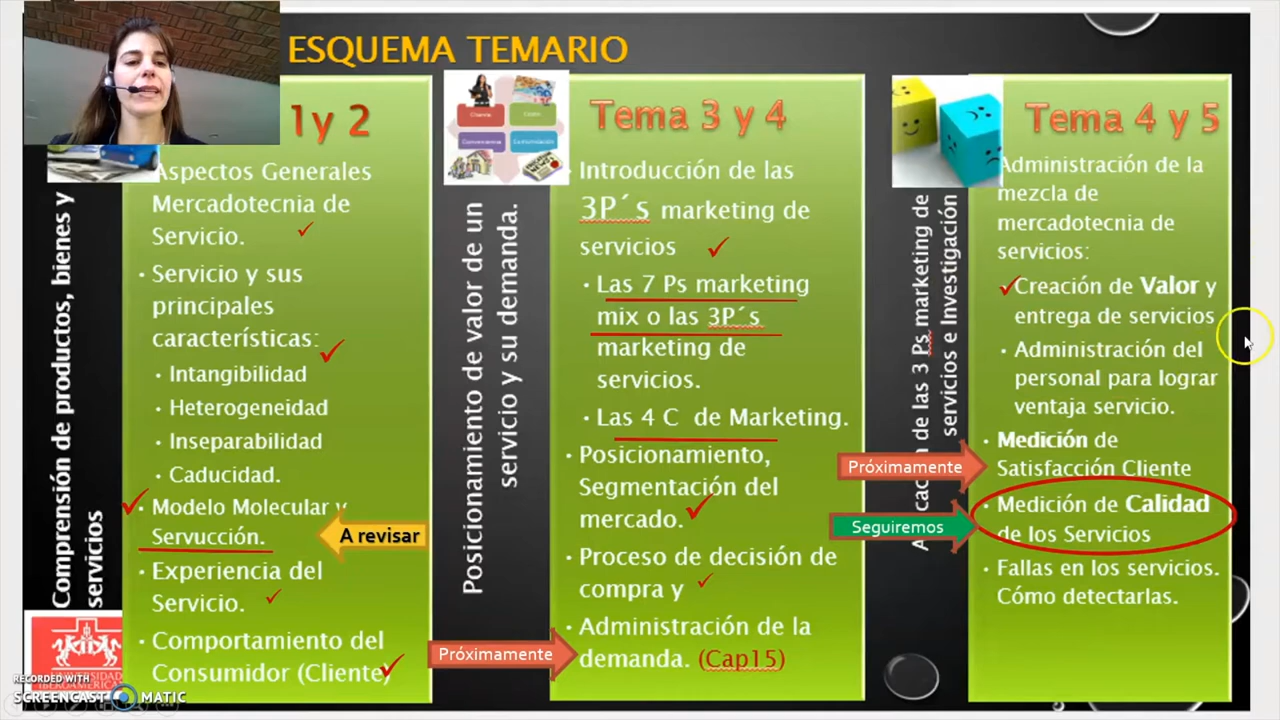 ESQUEMA TEMARIO
1y 2
Comprensión de productos, bienes y
servicios
Aspectos Generales
Mercadotecnia de
Servicio.
• Servicio y sus
principales
características:
• Intangibilidad
• Heterogeneidad
• Inseparabilidad
• Caducidad.
• Modelo Molecular y
Servucción.
A revisar
• Experiencia del
Servicio.
• Comportamiento del
Consumidor (Cliente)
Próximamente
Posicionamiento de valor de un
servicio y su demanda.
Cliente
Costo
Conveniencia
Comunicación
Tema 3 y 4
• Introducción de las
3P´s marketing de
servicios
• Las 7 Ps marketing
mix o las 3P´s
marketing de
servicios.
• Las 4 C de Marketing.
• Posicionamiento,
Segmentación del
mercado.
• Proceso de decisión de
compra y
• Administración de la
demanda. (Cap15)
de las 3 Ps marketing de
servicios e Investigación
Tema 4 y 5
Administración de la
mezcla de
mercadotecnia de
servicios:
Creación de Valor y
entrega de servicios
• Administración del
personal para lograr
ventaja servicio.
Próximamente
• Medición de
Satisfacción Cliente
Seguiremos
• Medición de Calidad
de los Servicios
• Fallas en los servicios.
Cómo detectarlas.
RECORDED WITH
SCREENCAST MATIC